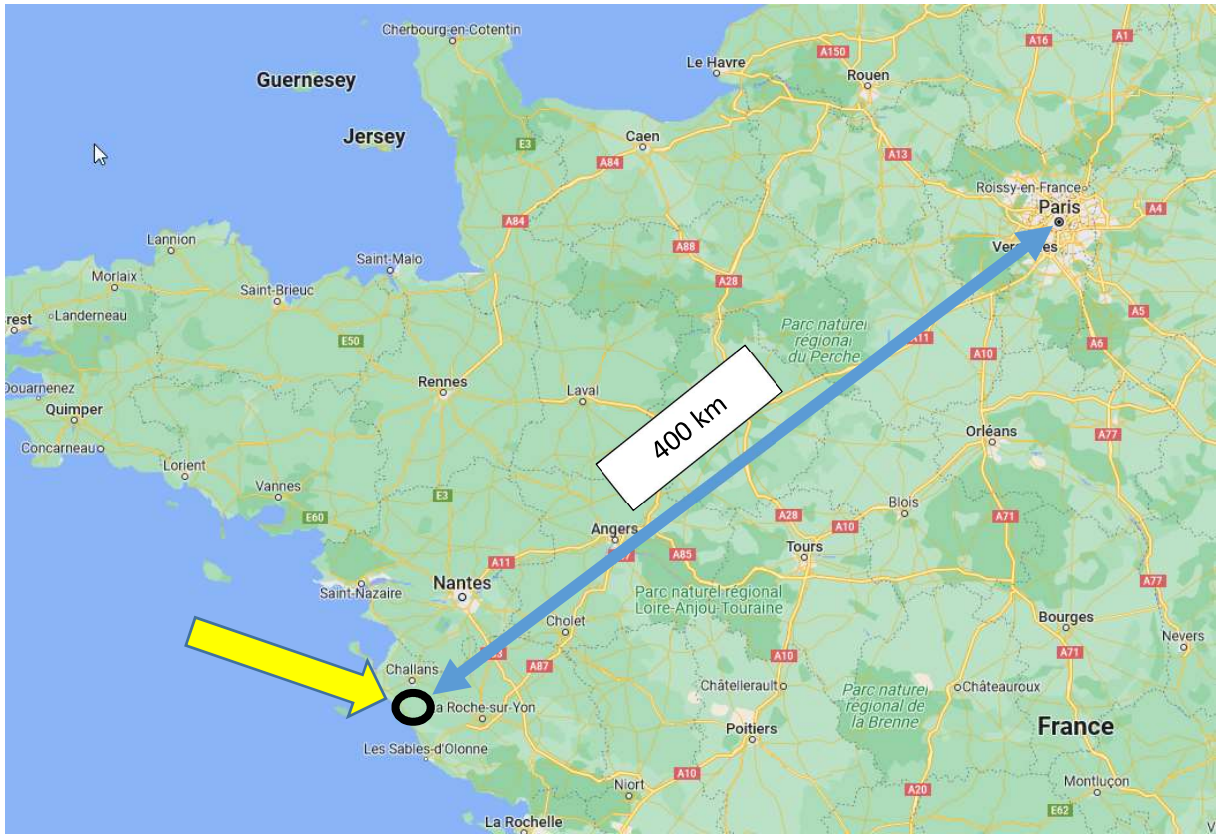 Cherbourg-en-Cotentin
A16
A1
A150
Le Havre
Rouen
Guernesey
Jersey
E3
Caen
A84
A13
Roissy-en-France
Paris
A4
A84
Lannion
Saint-Malo
A88
Versailles
Morlaix
Saint-Brieuc
A28
rest
Landerneau
A5
Parc naturel
régional
du Perche
E50
A11
A10
A6
Douarnenez
Rennes
Laval
Quimper
400 km
Orléans
A77
Concarneau
Lorient
Vannes
E3
Blois
E60
A28
A71
Angers
A10
A11
A85
Tours
Nantes
A77
Saint-Nazaire
Parc naturel régional
Loire-Anjou-Touraine
Cholet
Bourges
Nevers
A10
A71
A87
Challans
Châtellerault
Parc naturel
régional de
la Brenne
Châteauroux
La Roche-sur-Yon
Poitiers
France
Les Sables-d'Olonne
A10
Niort
A20
Montluçon
E62
La Rochelle